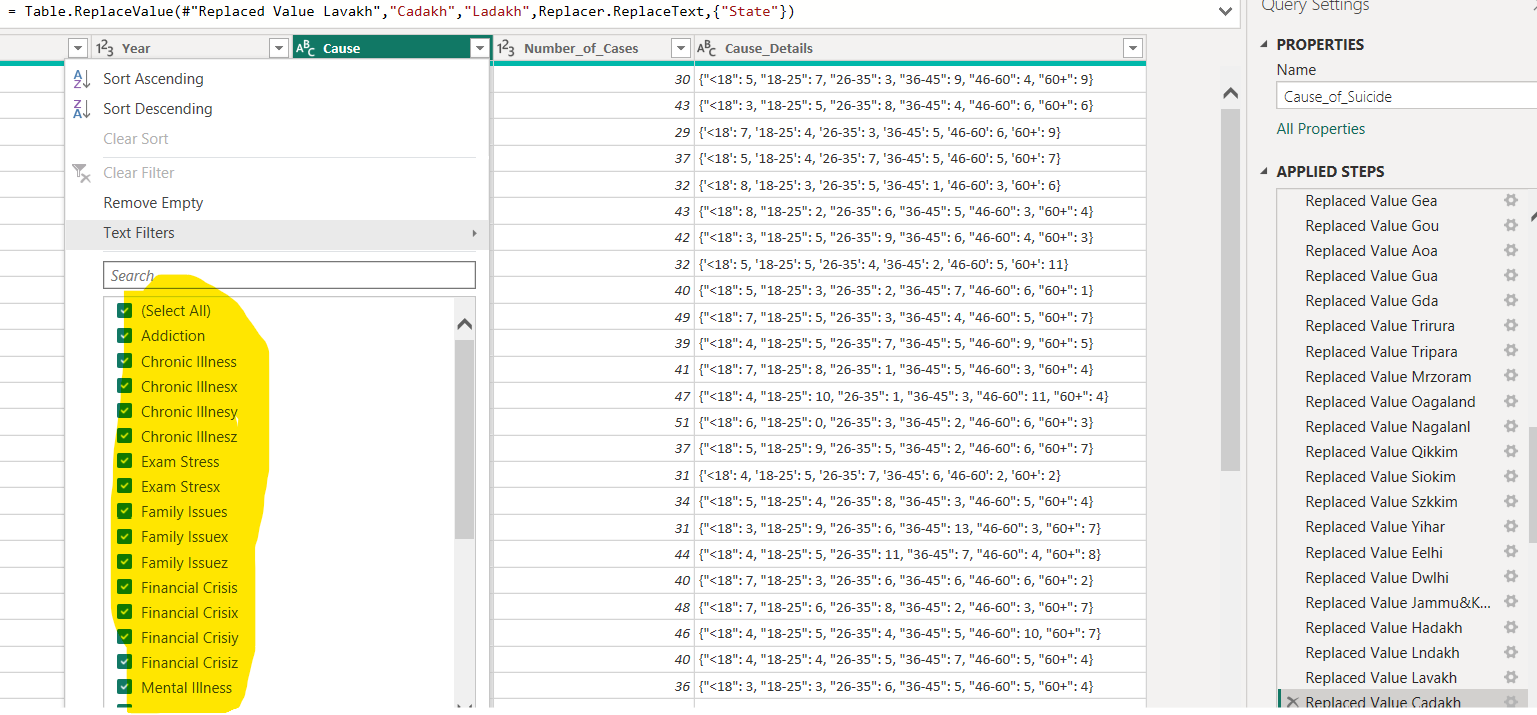 = Table.ReplaceValue(#"Replaced Value Lavakh","Cadakh","Ladakh",Replacer.ReplaceText,{"State"})
1²3 Year
ABC Cause
1²3 Number_of_Cases
ABC Cause_Details
Sort Ascending
Sort Descending
Clear Sort
Clear Filter
Remove Empty
Text Filters
Search
(Select All)
Addiction
Chronic Illness
Chronic Illnesx
Chronic Illnesy
Chronic Illnesz
Exam Stress
Exam Stresx
Family Issues
Family Issuex
Family Issuez
Financial Crisis
Financial Crisix
Financial Crisiy
Financial Crisiz
Mental Illness
30 {"<18": 5, "18-25": 7, "26-35": 3, "36-45": 9, "46-60": 4, "60+": 9}
43 {"<18": 3, "18-25": 5, "26-35": 8, "36-45": 4, "46-60": 6, "60+": 6}
29 {'<18': 7, '18-25': 4, '26-35': 3, '36-45': 5, '46-60': 6, '60+': 9}
37 {'<18': 5, '18-25': 4, '26-35': 7, '36-45': 5, '46-60': 5, '60+': 7}
32 {'<18': 8, '18-25': 3, '26-35': 5, '36-45': 1, '46-60': 3, '60+': 6}
43 {"<18": 8, "18-25": 2, "26-35": 6, "36-45": 5, "46-60": 3, "60+": 4}
42 {"<18": 3, "18-25": 5, "26-35": 9, "36-45": 6, "46-60": 4, "60+": 3}
32 {'<18': 5, '18-25': 5, '26-35': 4, '36-45': 2, '46-60': 5, '60+': 11}
40 {"<18": 5, "18-25": 3, "26-35": 2, "36-45": 7, "46-60": 6, "60+": 1}
49 {"<18": 7, "18-25": 5, "26-35": 3, "36-45": 4, "46-60": 5, "60+": 7}
39 {"<18": 4, "18-25": 5, "26-35": 7, "36-45": 5, "46-60": 9, "60+": 5}
41 {"<18": 7, "18-25": 8, "26-35": 1, "36-45": 5, "46-60": 3, "60+": 4}
47 {"<18": 4, "18-25": 10, "26-35": 1, "36-45": 3, "46-60": 11, "60+": 4}
51 {"<18": 6, "18-25": 0, "26-35": 3, "36-45": 2, "46-60": 6, "60+": 3}
37 {"<18": 5, "18-25": 9, "26-35": 5, "36-45": 2, "46-60": 6, "60+": 7}
31 {'<18': 4, '18-25': 5, '26-35': 7, '36-45': 6, '46-60': 2, '60+': 2}
34 {"<18": 5, "18-25": 4, "26-35": 8, "36-45": 3, "46-60": 5, "60+": 4}
31 {"<18": 3, "18-25": 9, "26-35": 6, "36-45": 13, "46-60": 3, "60+": 7}
44 {"<18": 4, "18-25": 5, "26-35": 11, "36-45": 7, "46-60": 4, "60+": 8}
40 {"<18": 7, "18-25": 3, "26-35": 6, "36-45": 6, "46-60": 6, "60+": 2}
48 {"<18": 7, "18-25": 6, "26-35": 8, "36-45": 2, "46-60": 3, "60+": 7}
46 {"<18": 4, "18-25": 5, "26-35": 4, "36-45": 5, "46-60": 10, "60+": 7}
40 {"<18": 4, "18-25": 4, "26-35": 5, "36-45": 7, "46-60": 5, "60+": 4}
36 {"<18": 3, "18-25": 3, "26-35": 6, "36-45": 5, "46-60": 5, "60+": 4}
Query Settings
PROPERTIES
Name
Cause_of_Suicide
All Properties
APPLIED STEPS
Replaced Value Gea
Replaced Value Gou
Replaced Value Aoa
Replaced Value Gua
Replaced Value Gda
Replaced Value Trirura
Replaced Value Tripara
Replaced Value Mrzoram
Replaced Value Oagaland
Replaced Value Nagalanl
Replaced Value Qikkim
Replaced Value Siokim
Replaced Value Szkkim
Replaced Value Yihar
Replaced Value Eelhi
Replaced Value Dwlhi
Replaced Value Jammu&K...
Replaced Value Hadakh
Replaced Value Lndakh
Replaced Value Lavakh
Replaced Value Cadakh